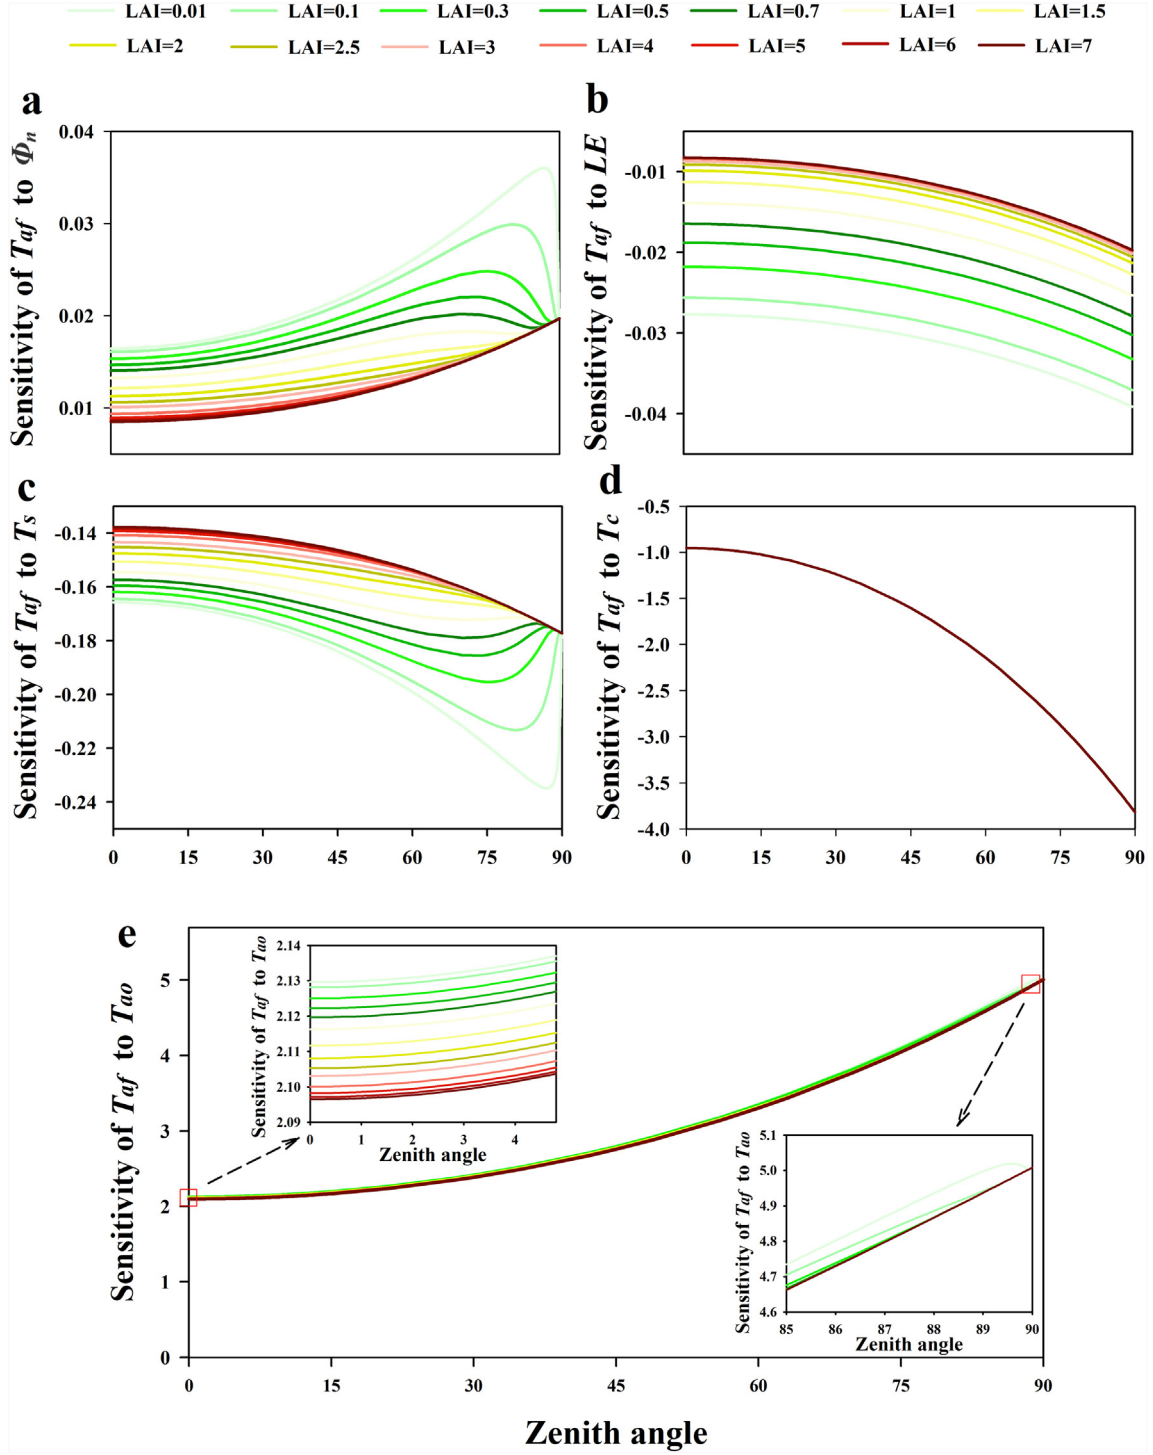 LAI=0.01 LAI=0.1 LAI=0.3 LAI=0.5 LAI=0.7 LAI=1 LAI=1.5
LAI=2 LAI=2.5 LAI=3 LAI=4 LAI=5 LAI=6 LAI=7
a
Sensitivity of Taf to Φn
0.04
0.03
0.02
0.01
b
Sensitivity of Taf to LE
-0.01
-0.02
-0.03
-0.04
c
Sensitivity of Taf to Ts
-0.14
-0.16
-0.18
-0.20
-0.22
-0.24
0 15 30 45 60 75 90
d
Sensitivity of Taf to Tc
-0.5
-1.0
-1.5
-2.0
-2.5
-3.0
-3.5
-4.0
0 15 30 45 60 75 90
e
Sensitivity of Taf to Tao
5
4
3
2
1
0
0 15 30 45 60 75 90
Zenith angle
Sensitivity of Taf to Tao
2.14
2.13
2.12
2.11
2.10
2.09
0 1 2 3 4
Zenith angle
Sensitivity of Taf to Tao
5.1
5.0
4.9
4.8
4.7
4.6
85 86 87 88 89 90
Zenith angle